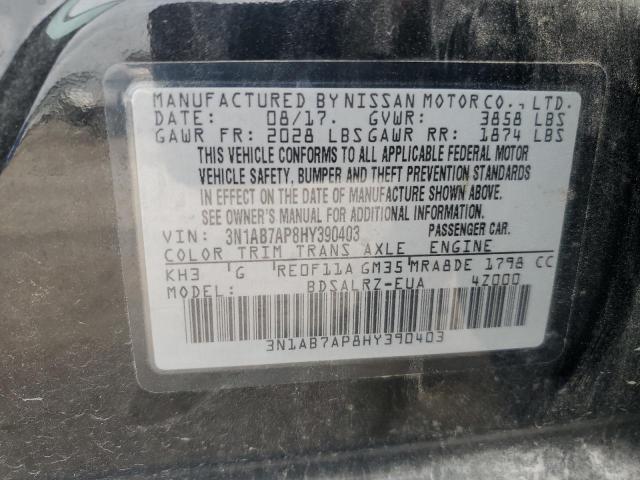 MANUFACTURED BY NISSAN MOTOR CO., LTD.
DATE: 08/17. GVWR: 3858 LBS
GAWR FR: 2028 LBS GAWR RR: 1874 LBS
THIS VEHICLE CONFORMS TO ALL APPLICABLE FEDERAL MOTOR
VEHICLE SAFETY, BUMPER AND THEFT PREVENTION STANDARDS
IN EFFECT ON THE DATE OF MANUFACTURE SHOWN ABOVE.
SEE OWNER'S MANUAL FOR ADDITIONAL INFORMATION.
VIN: 3N1AB7AP8HY390403 PASSENGER CAR.
COLOR TRIM TRANS AXLE ENGINE
KH3 G RE0F11A GM35 MRA8DE 1798 CC
MODEL: BDSALRZ-EUA 4Z000
3N1AB7AP8HY390403